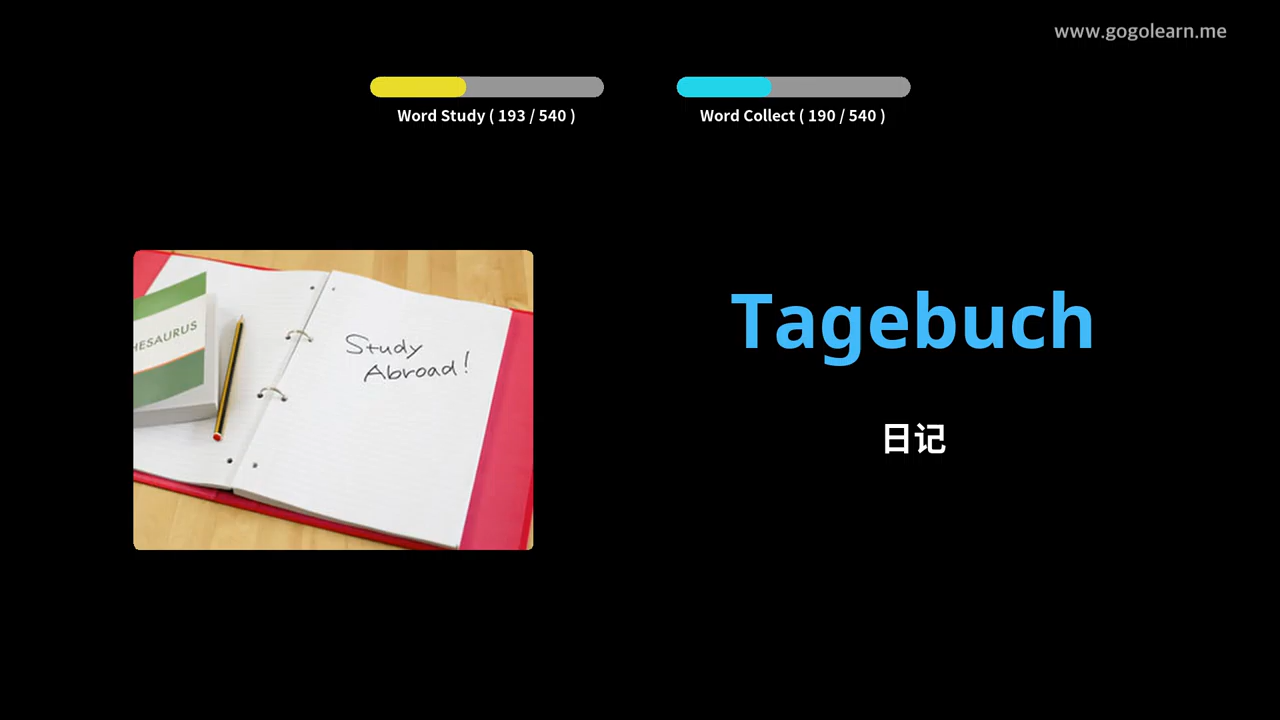 www.gogolearn.me
Word Study ( 193 / 540 )
Word Collect ( 190 / 540 )
HESAURUS
Study
Abroad!
Tagebuch
日记